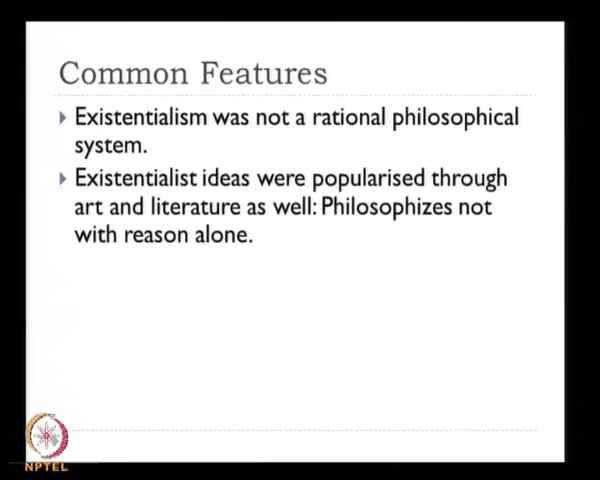 Common Features
Existentialism was not a rational philosophical
system.
Existentialist ideas were popularised through
art and literature as well: Philosophizes not
with reason alone.
NPTEL